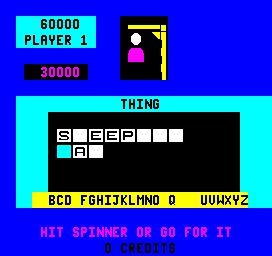 60000
PLAYER 1
30000
THING
S EEP
A
BCD FGHIJKLMNO Q UVWXYZ
HIT SPINNER OR GO FOR IT
0 CREDITS